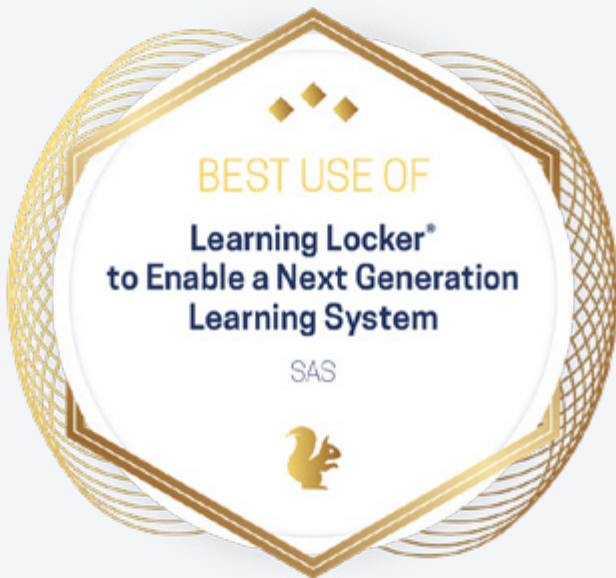 BEST USE OF
Learning Locker®
to Enable a Next Generation
Learning System
SAS